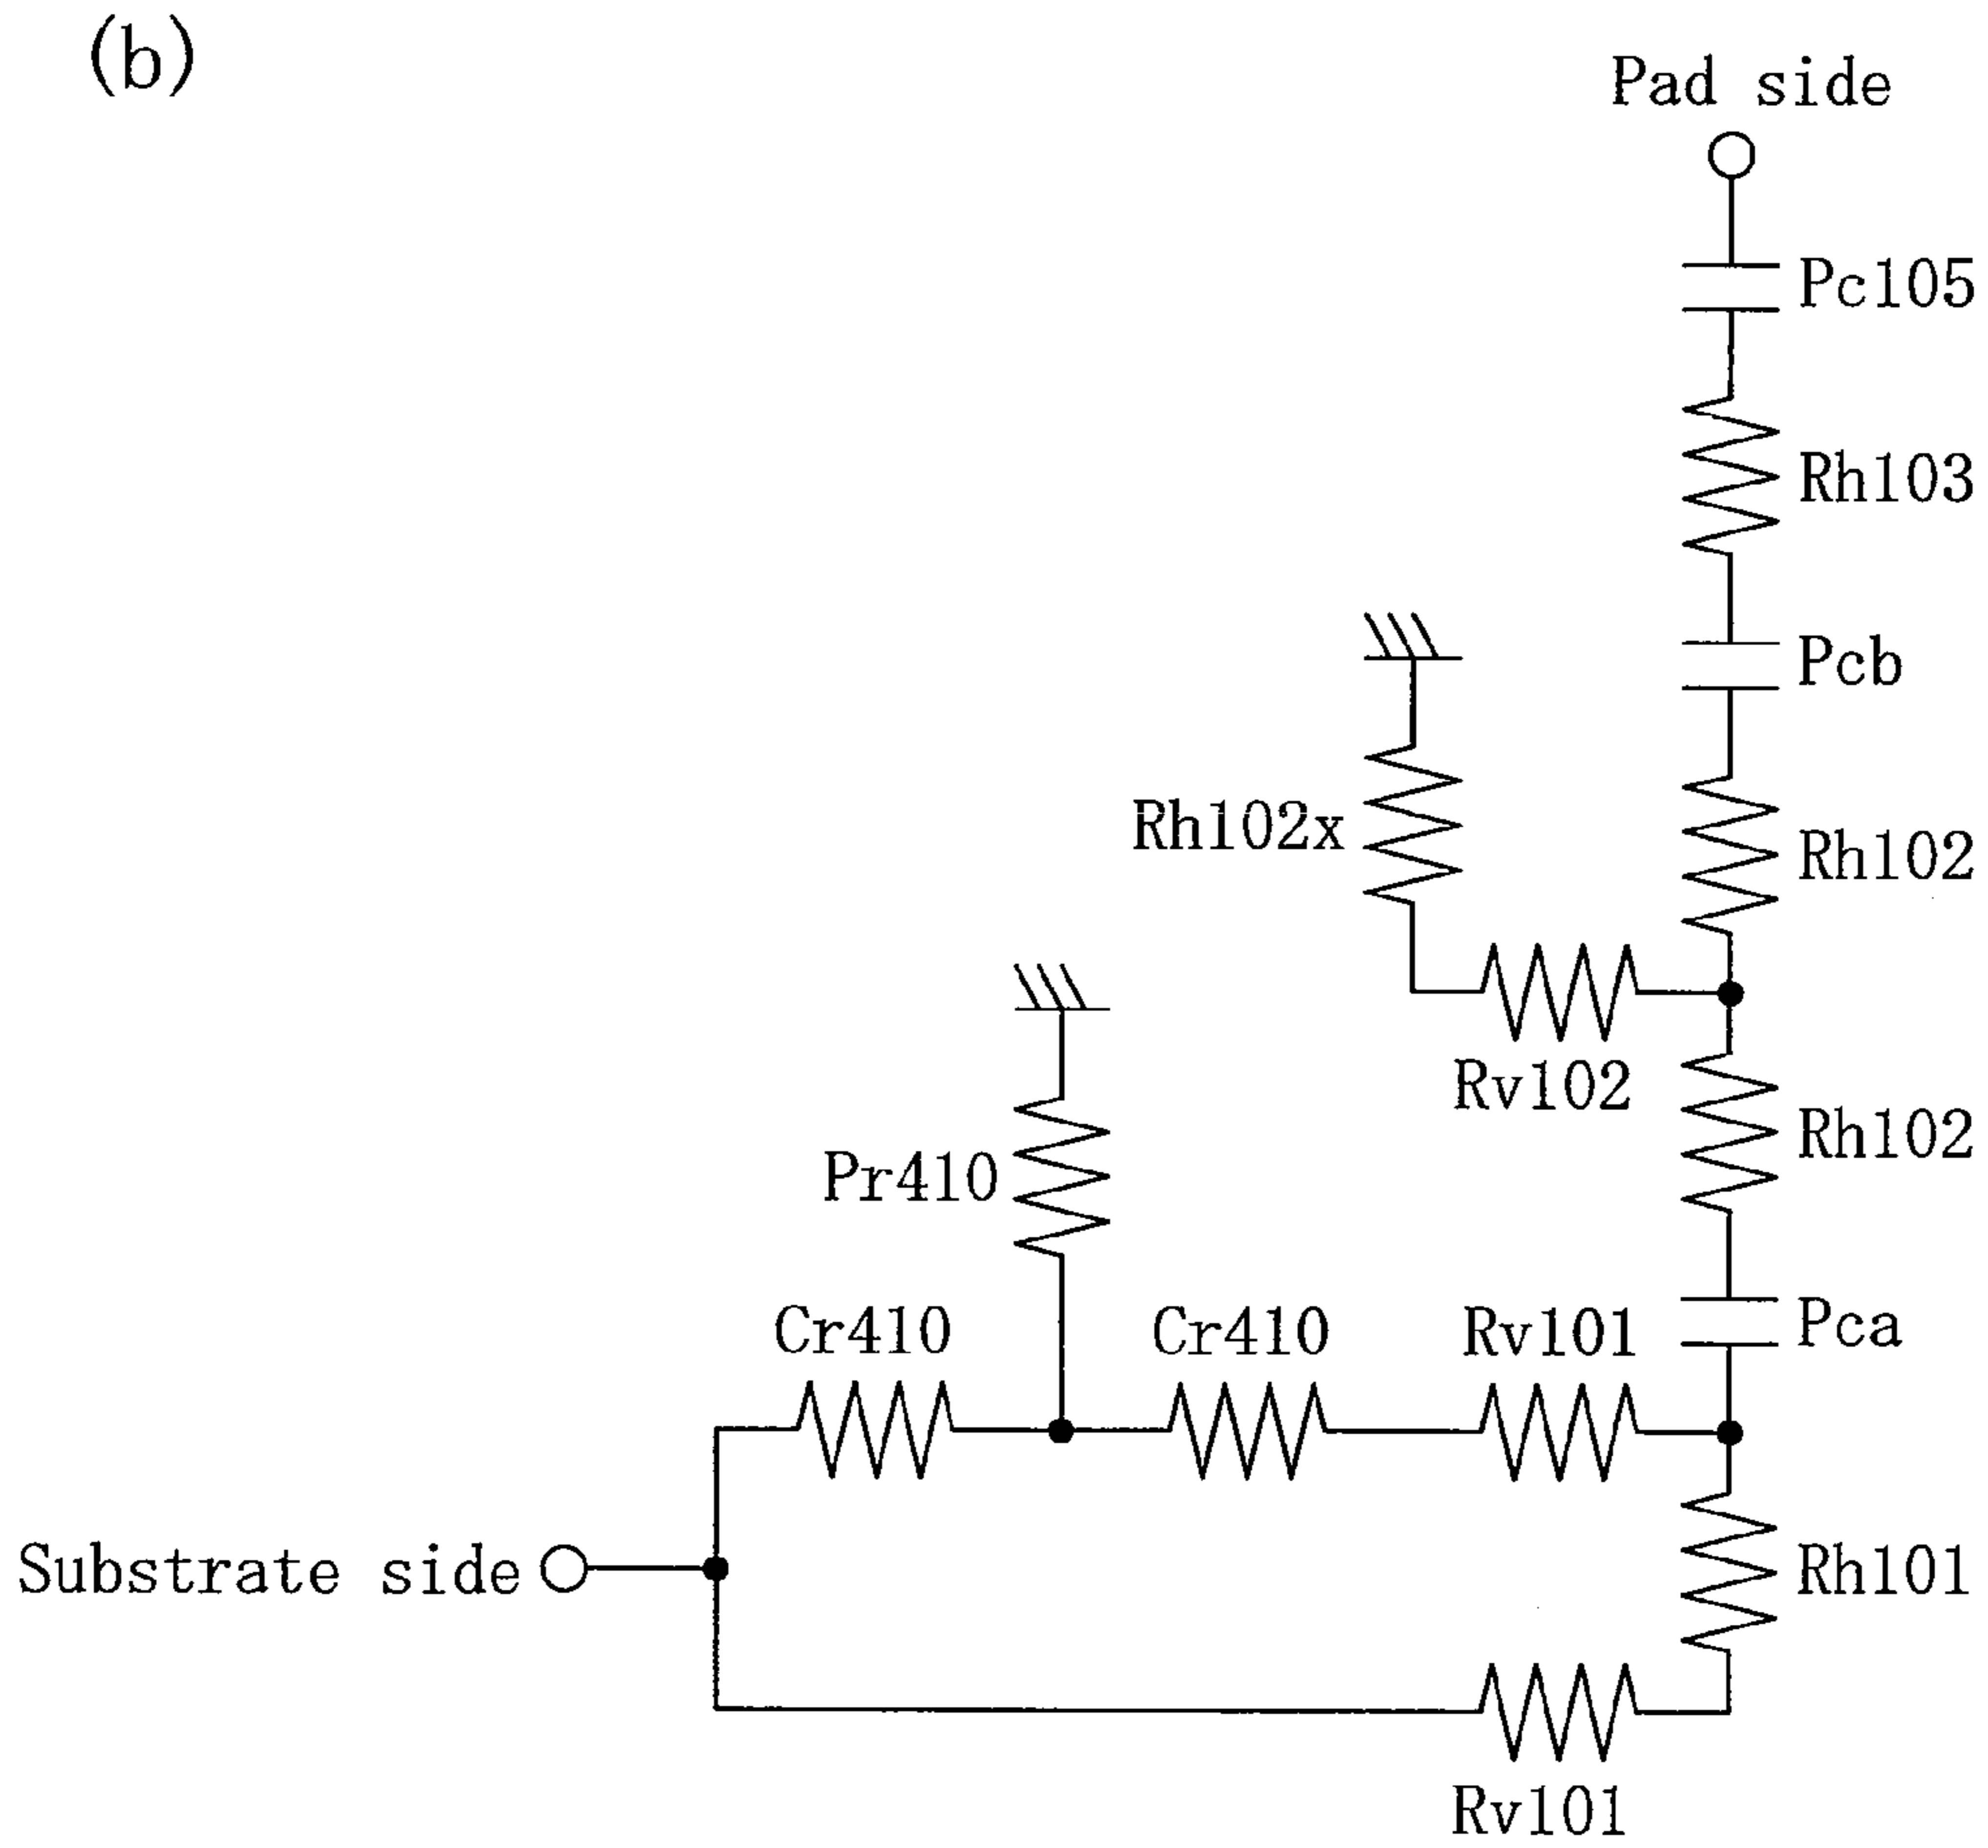 (b)
Pad side
Pc105
Rh103
Pcb
Rh102x
Rh102
Rv102
Rh102
Pr410
Cr410
Cr410
Rv101
Pca
Substrate side
Rh101
Rv101